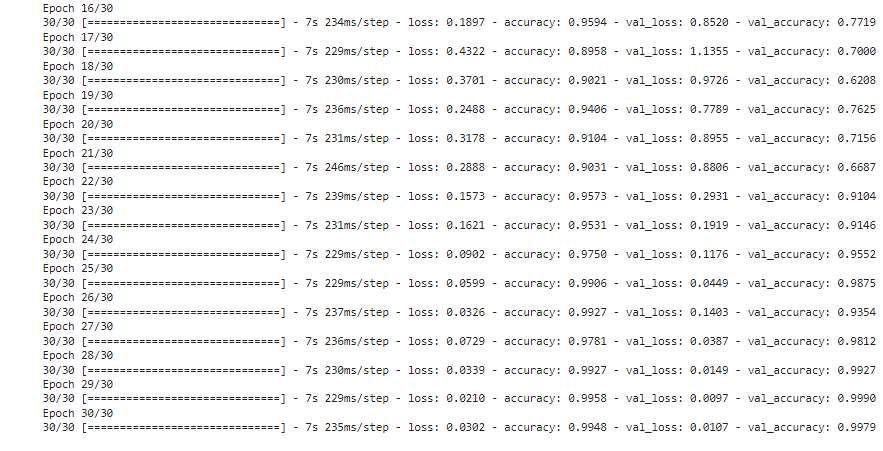 Epoch 16/30
30/30 [==============================] - 7s 234ms/step - loss: 0.1897 - accuracy: 0.9594 - val_loss: 0.8520 - val_accuracy: 0.7719
Epoch 17/30
30/30 [==============================] - 7s 229ms/step - loss: 0.4322 - accuracy: 0.8958 - val_loss: 1.1355 - val_accuracy: 0.7000
Epoch 18/30
30/30 [==============================] - 7s 230ms/step - loss: 0.3701 - accuracy: 0.9021 - val_loss: 0.9726 - val_accuracy: 0.6208
Epoch 19/30
30/30 [==============================] - 7s 236ms/step - loss: 0.2488 - accuracy: 0.9406 - val_loss: 0.7789 - val_accuracy: 0.7625
Epoch 20/30
30/30 [==============================] - 7s 231ms/step - loss: 0.3178 - accuracy: 0.9104 - val_loss: 0.8955 - val_accuracy: 0.7156
Epoch 21/30
30/30 [==============================] - 7s 246ms/step - loss: 0.2888 - accuracy: 0.9031 - val_loss: 0.8806 - val_accuracy: 0.6687
Epoch 22/30
30/30 [==============================] - 7s 239ms/step - loss: 0.1573 - accuracy: 0.9573 - val_loss: 0.2931 - val_accuracy: 0.9104
Epoch 23/30
30/30 [==============================] - 7s 231ms/step - loss: 0.1621 - accuracy: 0.9531 - val_loss: 0.1919 - val_accuracy: 0.9146
Epoch 24/30
30/30 [==============================] - 7s 229ms/step - loss: 0.0902 - accuracy: 0.9750 - val_loss: 0.1176 - val_accuracy: 0.9552
Epoch 25/30
30/30 [==============================] - 7s 229ms/step - loss: 0.0599 - accuracy: 0.9906 - val_loss: 0.0449 - val_accuracy: 0.9875
Epoch 26/30
30/30 [==============================] - 7s 237ms/step - loss: 0.0326 - accuracy: 0.9927 - val_loss: 0.1403 - val_accuracy: 0.9354
Epoch 27/30
30/30 [==============================] - 7s 236ms/step - loss: 0.0729 - accuracy: 0.9781 - val_loss: 0.0387 - val_accuracy: 0.9812
Epoch 28/30
30/30 [==============================] - 7s 230ms/step - loss: 0.0339 - accuracy: 0.9927 - val_loss: 0.0149 - val_accuracy: 0.9927
Epoch 29/30
30/30 [==============================] - 7s 229ms/step - loss: 0.0210 - accuracy: 0.9958 - val_loss: 0.0097 - val_accuracy: 0.9990
Epoch 30/30
30/30 [==============================] - 7s 235ms/step - loss: 0.0302 - accuracy: 0.9948 - val_loss: 0.0107 - val_accuracy: 0.9979